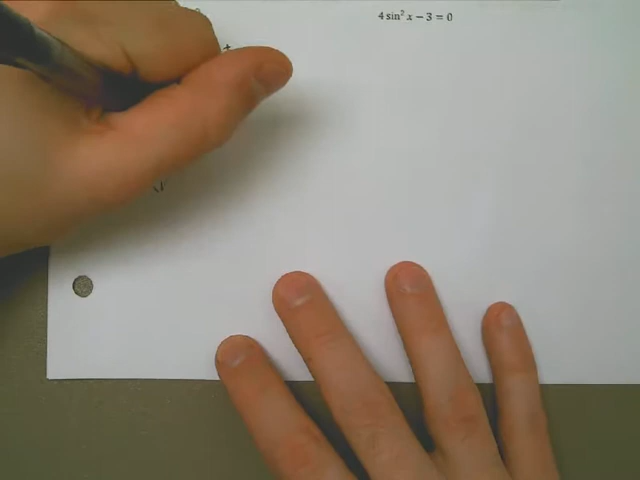 4 sin² x − 3 = 0